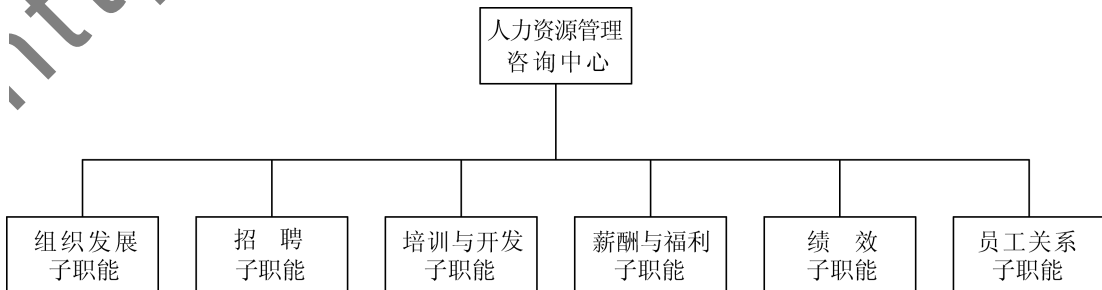 人力资源管理
咨询中心
组织发展
子职能
招 聘
子职能
培训与开发
子职能
薪酬与福利
子职能
绩 效
子职能
员工关系
子职能